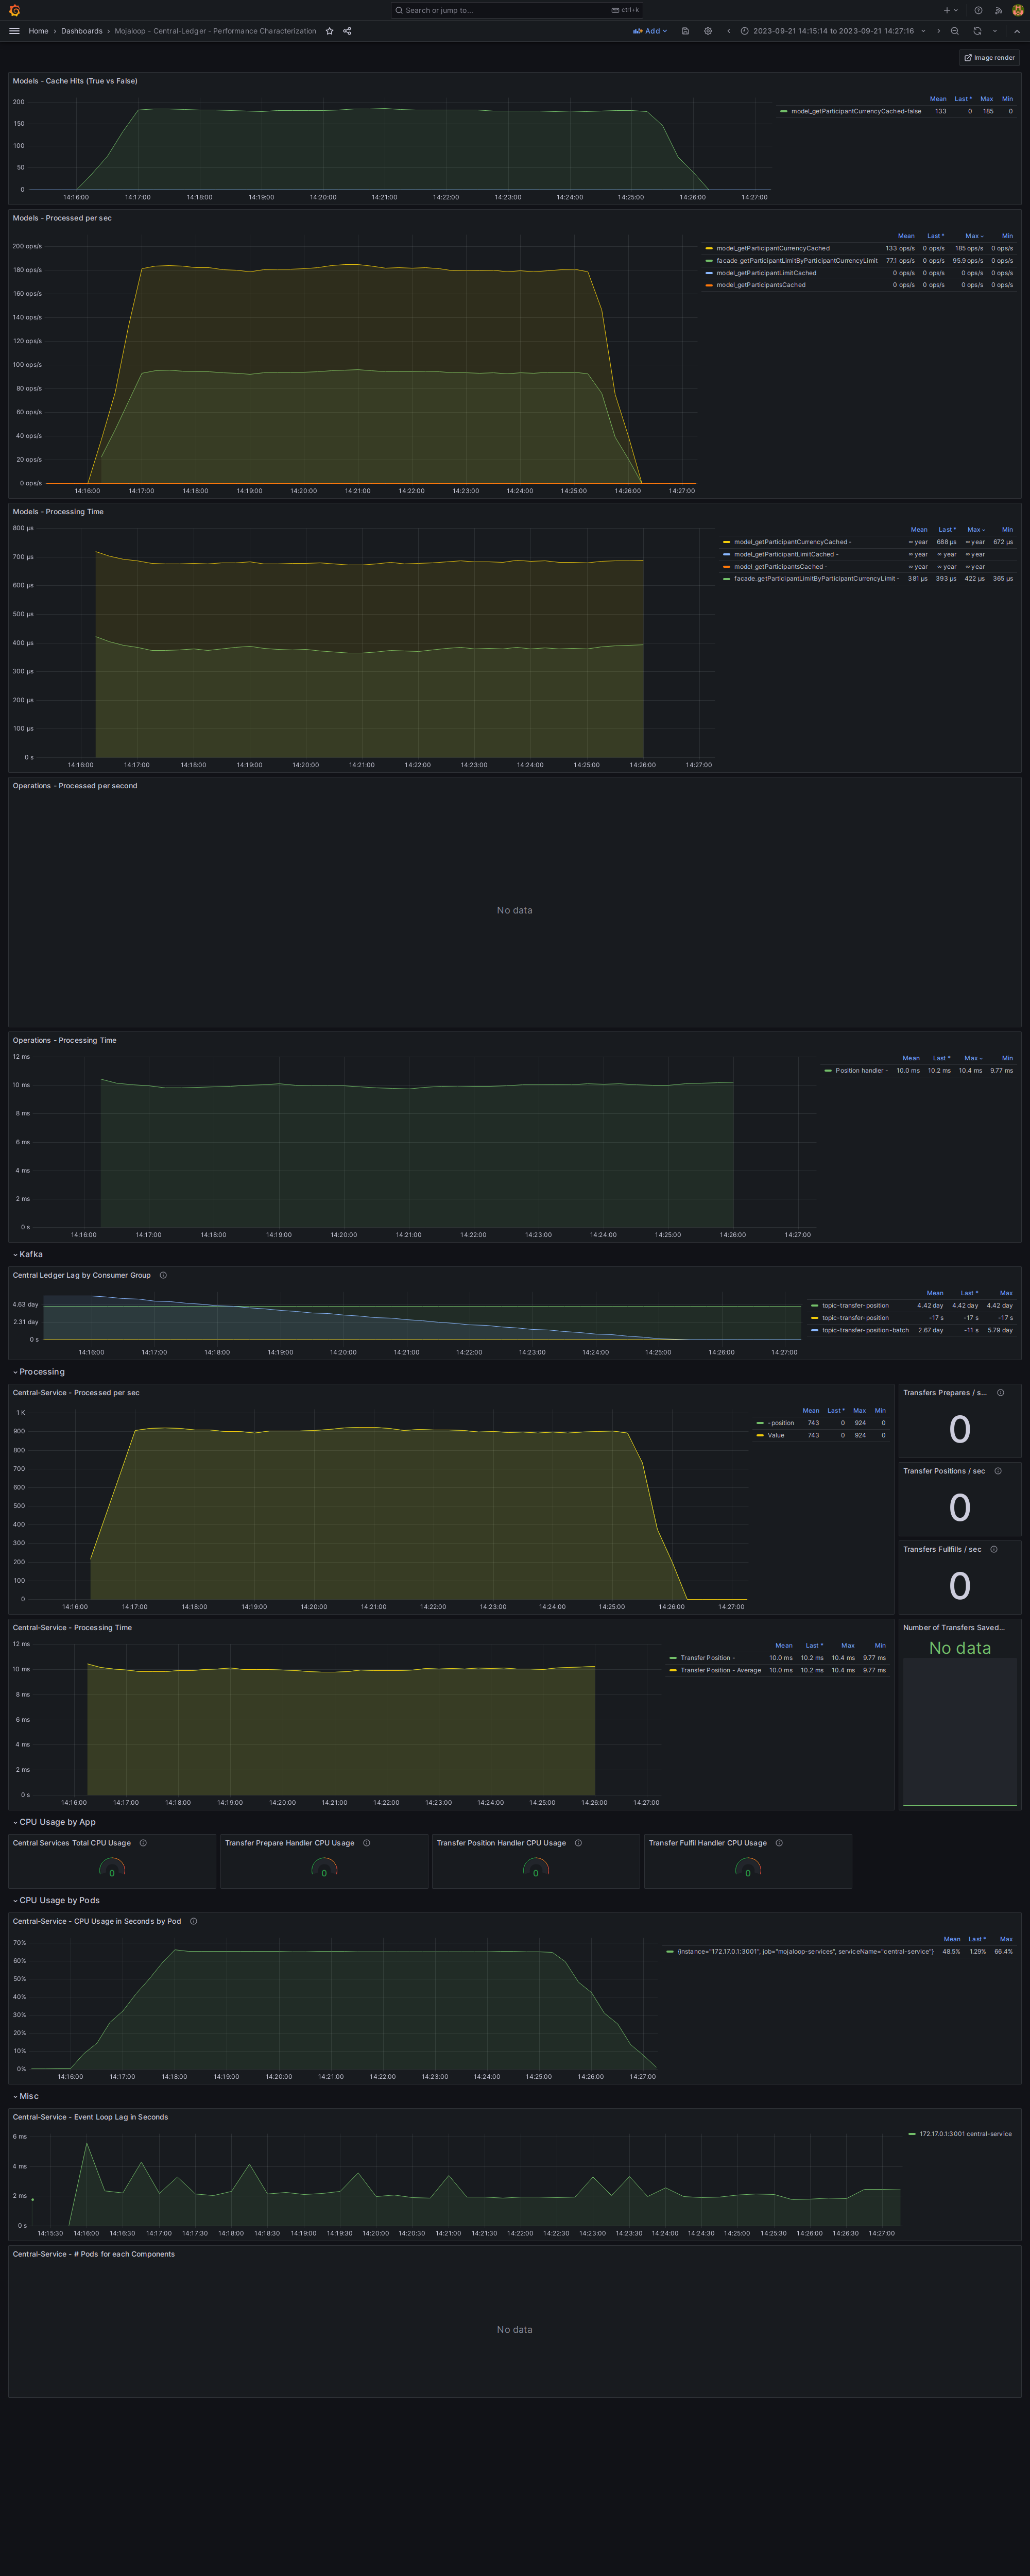 Search or jump to...
ctrl+k
Home › Dashboards › Mojaloop - Central-Ledger - Performance Characterization
Add
2023-09-21 14:15:14 to 2023-09-21 14:27:16
Image render
Models - Cache Hits (True vs False)
200
150
100
50
0
14:16:00 14:17:00 14:18:00 14:19:00 14:20:00 14:21:00 14:22:00 14:23:00 14:24:00 14:25:00 14:26:00 14:27:00
Mean Last * Max Min
model_getParticipantCurrencyCached-false 133 0 185 0
Models - Processed per sec
200 ops/s
180 ops/s
160 ops/s
140 ops/s
120 ops/s
100 ops/s
80 ops/s
60 ops/s
40 ops/s
20 ops/s
0 ops/s
14:16:00 14:17:00 14:18:00 14:19:00 14:20:00 14:21:00 14:22:00 14:23:00 14:24:00 14:25:00 14:26:00 14:27:00
Mean Last * Max Min
model_getParticipantCurrencyCached 133 ops/s 0 ops/s 185 ops/s 0 ops/s
facade_getParticipantLimitByParticipantCurrencyLimit 77.1 ops/s 0 ops/s 95.9 ops/s 0 ops/s
model_getParticipantLimitCached 0 ops/s 0 ops/s 0 ops/s 0 ops/s
model_getParticipantsCached 0 ops/s 0 ops/s 0 ops/s 0 ops/s
Models - Processing Time
800 µs
700 µs
600 µs
500 µs
400 µs
300 µs
200 µs
100 µs
0 s
14:16:00 14:17:00 14:18:00 14:19:00 14:20:00 14:21:00 14:22:00 14:23:00 14:24:00 14:25:00 14:26:00 14:27:00
Mean Last * Max Min
model_getParticipantCurrencyCached - ∞ year 688 µs ∞ year 672 µs
model_getParticipantLimitCached - ∞ year ∞ year ∞ year
model_getParticipantsCached - ∞ year ∞ year ∞ year
facade_getParticipantLimitByParticipantCurrencyLimit - 381 µs 393 µs 422 µs 365 µs
Operations - Processed per second
No data
Operations - Processing Time
12 ms
10 ms
8 ms
6 ms
4 ms
2 ms
0 s
14:16:00 14:17:00 14:18:00 14:19:00 14:20:00 14:21:00 14:22:00 14:23:00 14:24:00 14:25:00 14:26:00 14:27:00
Mean Last * Max Min
Position handler - 10.0 ms 10.2 ms 10.4 ms 9.77 ms
Kafka
Central Ledger Lag by Consumer Group
4.63 day
2.31 day
0 s
14:16:00 14:17:00 14:18:00 14:19:00 14:20:00 14:21:00 14:22:00 14:23:00 14:24:00 14:25:00 14:26:00 14:27:00
Mean Last * Max
topic-transfer-position 4.42 day 4.42 day 4.42 day
topic-transfer-position -17 s -17 s -17 s
topic-transfer-position-batch 2.67 day -11 s 5.79 day
Processing
Central-Service - Processed per sec
1 K
900
800
700
600
500
400
300
200
100
0
14:16:00 14:17:00 14:18:00 14:19:00 14:20:00 14:21:00 14:22:00 14:23:00 14:24:00 14:25:00 14:26:00 14:27:00
Mean Last * Max Min
-position 743 0 924 0
Value 743 0 924 0
Transfers Prepares / s...
0
Transfer Positions / sec
0
Transfers Fullfills / sec
0
Central-Service - Processing Time
12 ms
10 ms
8 ms
6 ms
4 ms
2 ms
0 s
14:16:00 14:17:00 14:18:00 14:19:00 14:20:00 14:21:00 14:22:00 14:23:00 14:24:00 14:25:00 14:26:00 14:27:00
Mean Last * Max Min
Transfer Position - 10.0 ms 10.2 ms 10.4 ms 9.77 ms
Transfer Position - Average 10.0 ms 10.2 ms 10.4 ms 9.77 ms
Number of Transfers Saved...
No data
CPU Usage by App
Central Services Total CPU Usage
0
Transfer Prepare Handler CPU Usage
0
Transfer Position Handler CPU Usage
0
Transfer Fulfil Handler CPU Usage
0
CPU Usage by Pods
Central-Service - CPU Usage in Seconds by Pod
70%
60%
50%
40%
30%
20%
10%
0%
14:16:00 14:17:00 14:18:00 14:19:00 14:20:00 14:21:00 14:22:00 14:23:00 14:24:00 14:25:00 14:26:00 14:27:00
Mean Last * Max
{instance="172.17.0.1:3001", job="mojaloop-services", serviceName="central-service"} 48.5% 1.29% 66.4%
Misc
Central-Service - Event Loop Lag in Seconds
6 ms
4 ms
2 ms
0 s
14:15:30 14:16:00 14:16:30 14:17:00 14:17:30 14:18:00 14:18:30 14:19:00 14:19:30 14:20:00 14:20:30 14:21:00 14:21:30 14:22:00 14:22:30 14:23:00 14:23:30 14:24:00 14:24:30 14:25:00 14:25:30 14:26:00 14:26:30 14:27:00
172.17.0.1:3001 central-service
Central-Service - # Pods for each Components
No data